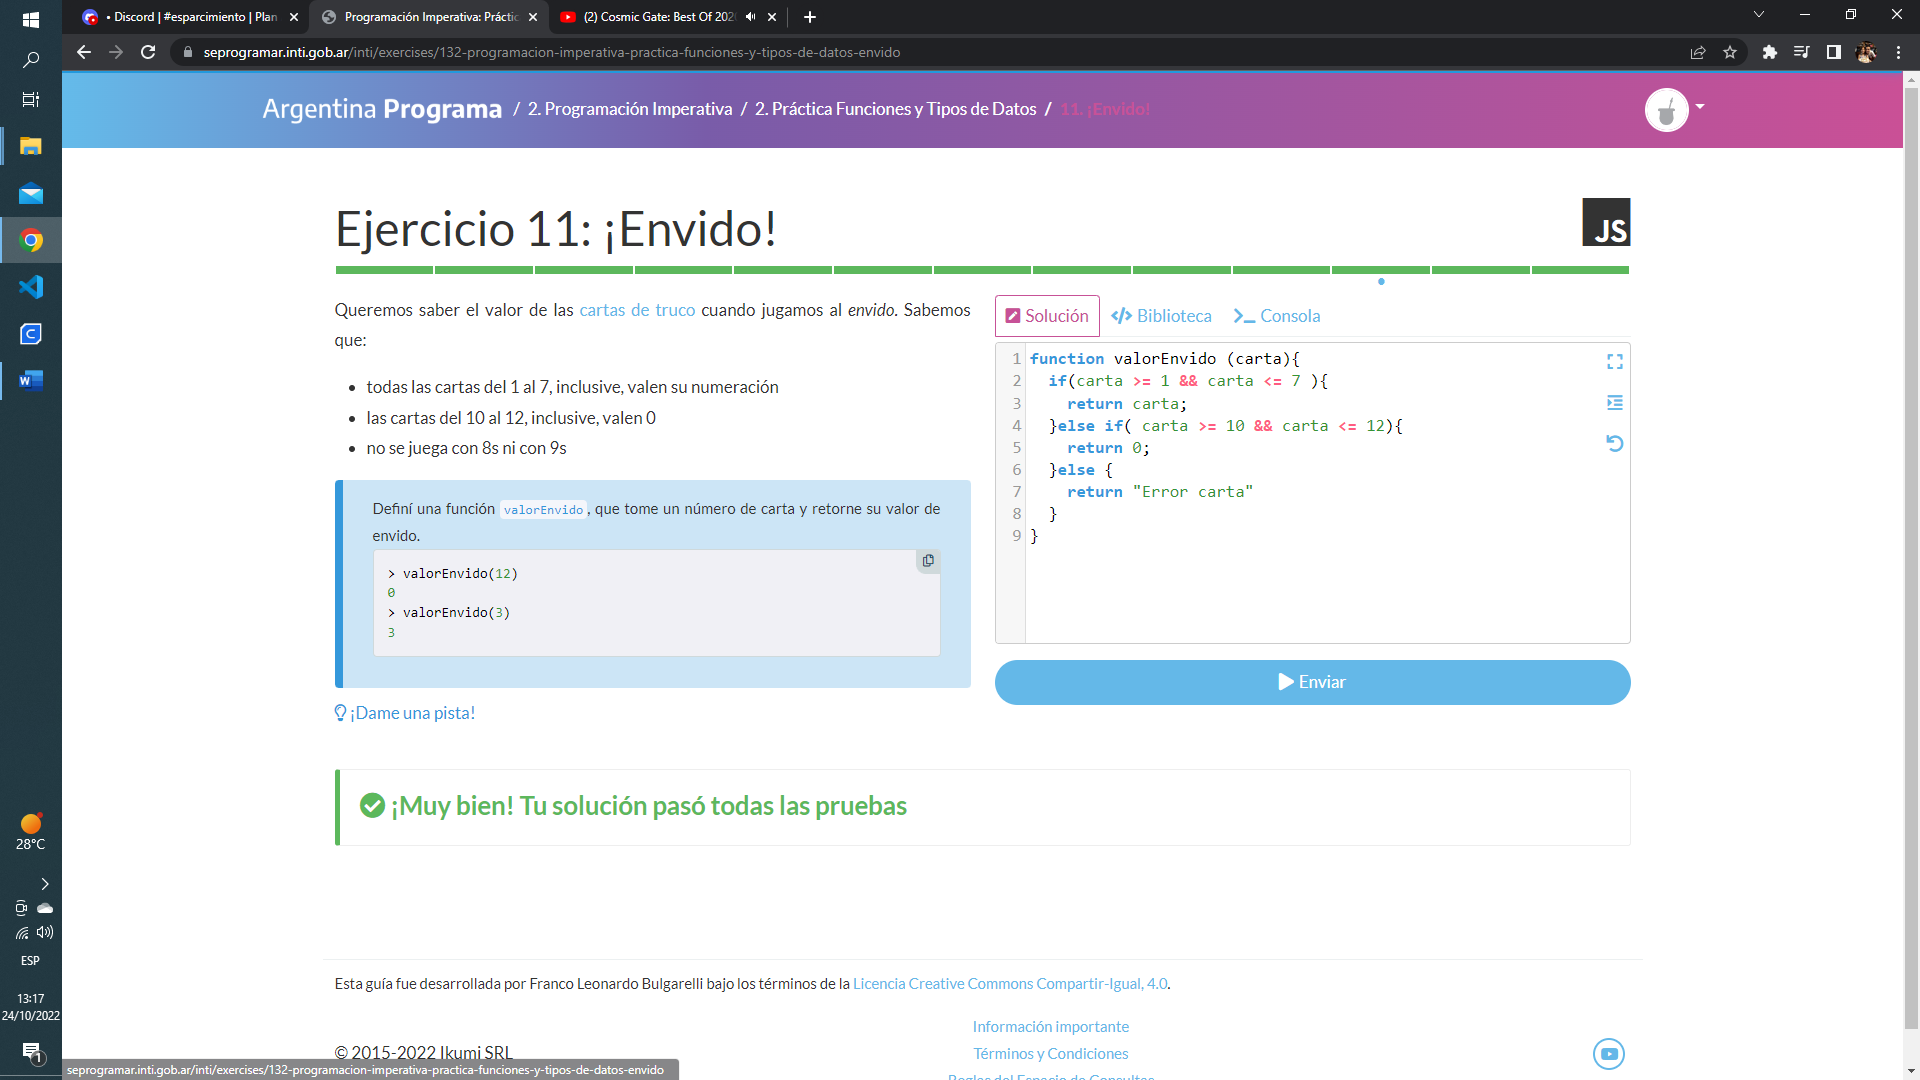 • Discord | #esparcimiento | Plan
Programación Imperativa: Práctic
(2) Cosmic Gate: Best Of 202
seprogramar.inti.gob.ar/inti/exercises/132-programacion-imperativa-practica-funciones-y-tipos-de-datos-envido
Argentina Programa / 2. Programación Imperativa / 2. Práctica Funciones y Tipos de Datos / 11. ¡Envido!
Ejercicio 11: ¡Envido!
JS
Queremos saber el valor de las cartas de truco cuando jugamos al envido. Sabemos
que:
• todas las cartas del 1 al 7, inclusive, valen su numeración
• las cartas del 10 al 12, inclusive, valen 0
• no se juega con 8s ni con 9s
Definí una función valorEnvido, que tome un número de carta y retorne su valor de
envido.
> valorEnvido(12)
0
> valorEnvido(3)
3
¡Dame una pista!
Solución
Biblioteca
Consola
1 function valorEnvido (carta){
2 if(carta >= 1 && carta <= 7 ){
3 return carta;
4 }else if( carta >= 10 && carta <= 12){
5 return 0;
6 }else {
7 return "Error carta"
8 }
9 }
Enviar
¡Muy bien! Tu solución pasó todas las pruebas
Esta guía fue desarrollada por Franco Leonardo Bulgarelli bajo los términos de la Licencia Creative Commons Compartir-Igual, 4.0.
© 2015-2022 Ikumi SRL
Información importante
Términos y Condiciones
Reglas del Espacio de Consultas
seprogramar.inti.gob.ar/inti/exercises/132-programacion-imperativa-practica-funciones-y-tipos-de-datos-envido
28°C
ESP
13:17
24/10/2022
1